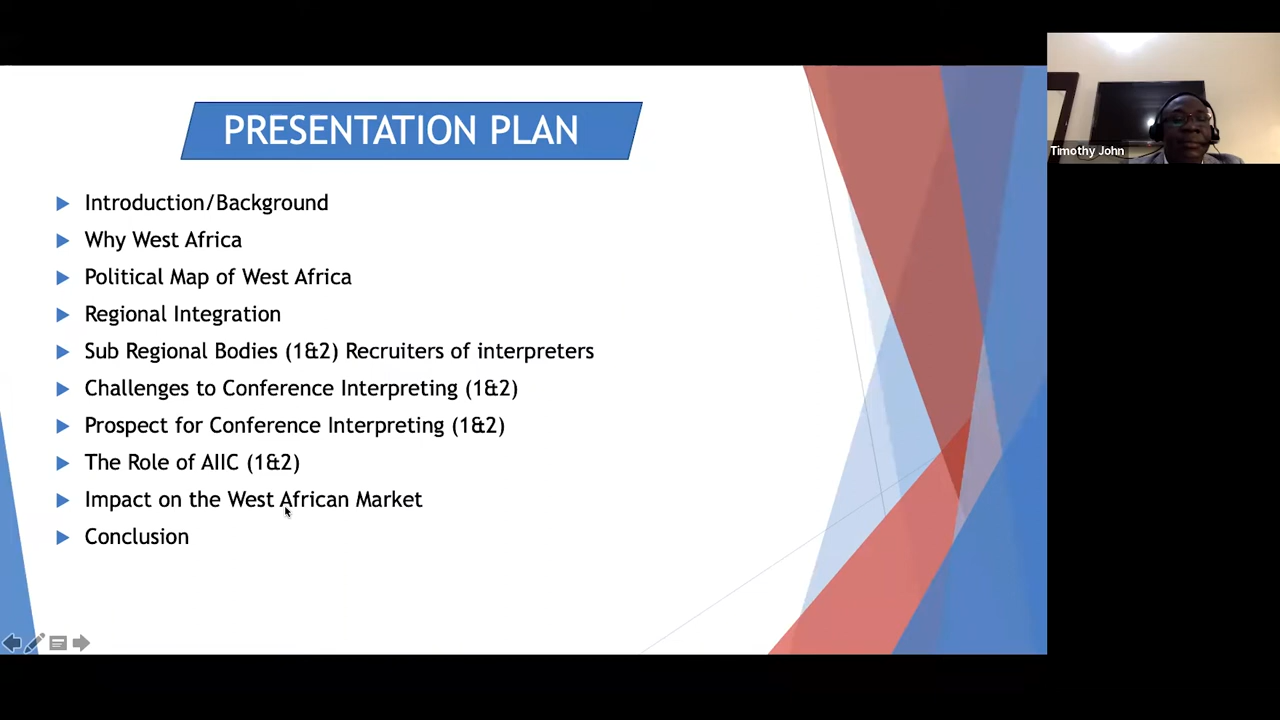 PRESENTATION PLAN
Introduction/Background
Why West Africa
Political Map of West Africa
Regional Integration
Sub Regional Bodies (1&2) Recruiters of interpreters
Challenges to Conference Interpreting (1&2)
Prospect for Conference Interpreting (1&2)
The Role of AIIC (1&2)
Impact on the West African Market
Conclusion
Timothy John